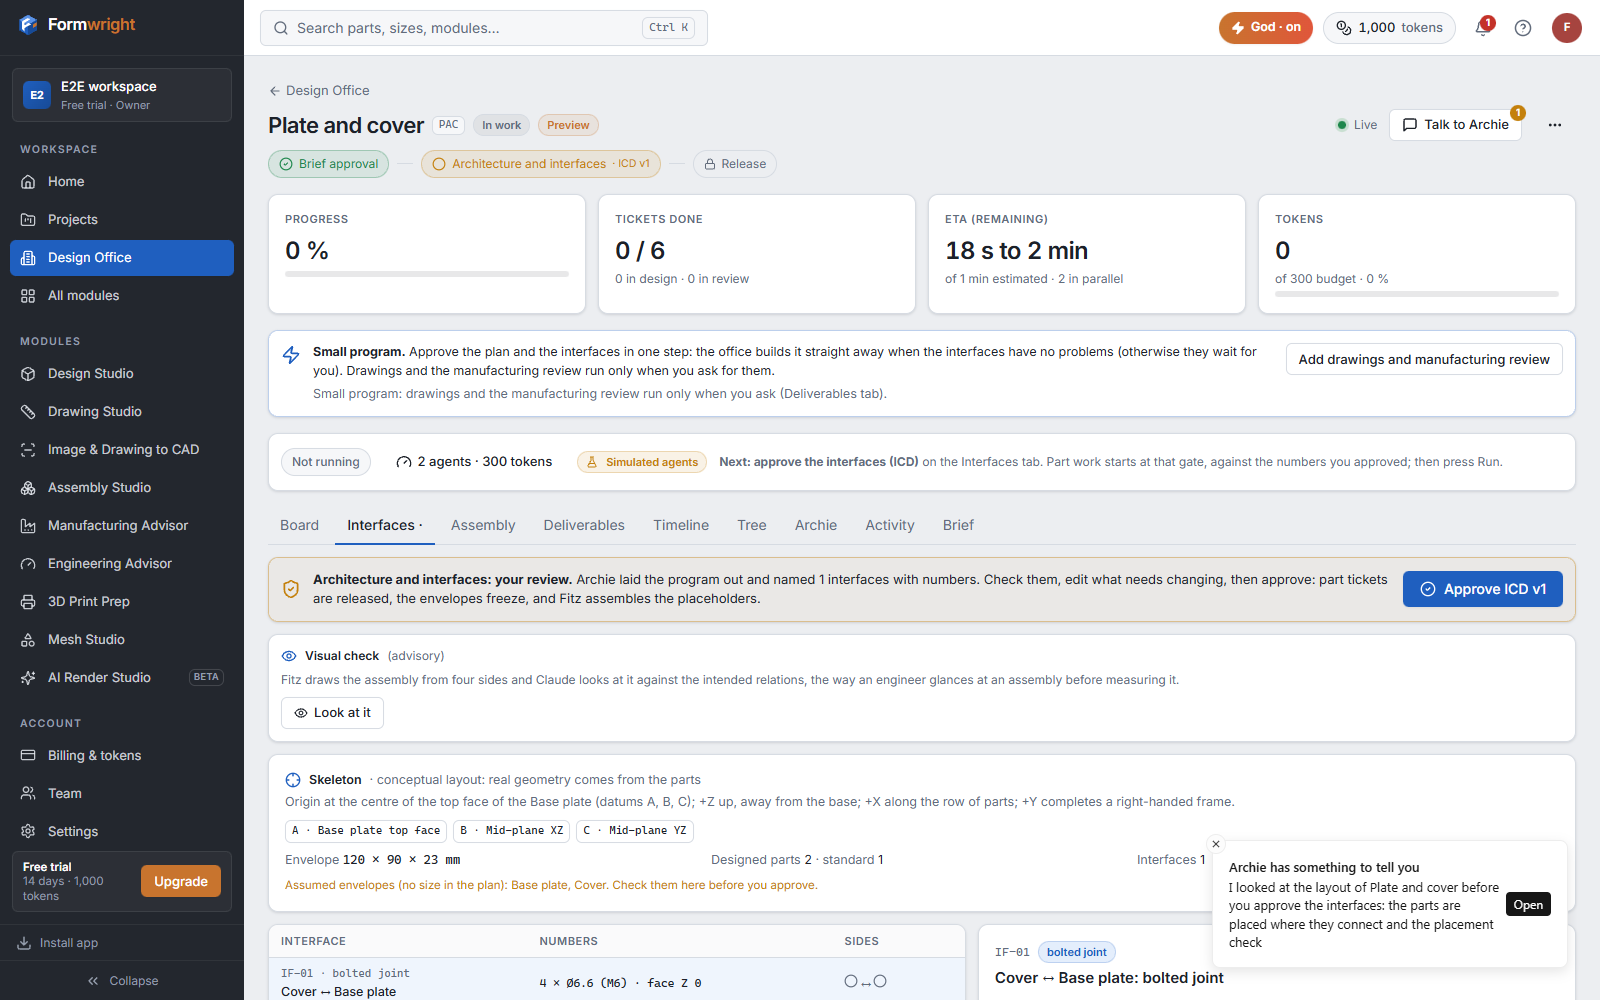 Formwright
Search parts, sizes, modules...
Ctrl K
God · on
1,000 tokens
1
F
E2
E2E workspace
Free trial · Owner
WORKSPACE
Home
Projects
Design Office
All modules
MODULES
Design Studio
Drawing Studio
Image & Drawing to CAD
Assembly Studio
Manufacturing Advisor
Engineering Advisor
3D Print Prep
Mesh Studio
AI Render Studio
BETA
ACCOUNT
Billing & tokens
Team
Settings
Free trial
14 days · 1,000
tokens
Upgrade
Install app
Collapse
Design Office
Plate and cover
PAC
In work
Preview
Live
Talk to Archie
1
Brief approval
Architecture and interfaces · ICD v1
Release
PROGRESS
0 %
TICKETS DONE
0 / 6
0 in design · 0 in review
ETA (REMAINING)
18 s to 2 min
of 1 min estimated · 2 in parallel
TOKENS
0
of 300 budget · 0 %
Small program. Approve the plan and the interfaces in one step: the office builds it straight away when the interfaces have no problems (otherwise they wait for
you). Drawings and the manufacturing review run only when you ask for them.
Small program: drawings and the manufacturing review run only when you ask (Deliverables tab).
Add drawings and manufacturing review
Not running
2 agents · 300 tokens
Simulated agents
Next: approve the interfaces (ICD) on the Interfaces tab. Part work starts at that gate, against the numbers you approved; then press Run.
Board
Interfaces ·
Assembly
Deliverables
Timeline
Tree
Archie
Activity
Brief
Architecture and interfaces: your review. Archie laid the program out and named 1 interfaces with numbers. Check them, edit what needs changing, then approve: part tickets
are released, the envelopes freeze, and Fitz assembles the placeholders.
Approve ICD v1
Visual check (advisory)
Fitz draws the assembly from four sides and Claude looks at it against the intended relations, the way an engineer glances at an assembly before measuring it.
Look at it
Skeleton · conceptual layout: real geometry comes from the parts
Origin at the centre of the top face of the Base plate (datums A, B, C); +Z up, away from the base; +X along the row of parts; +Y completes a right-handed frame.
A · Base plate top face
B · Mid-plane XZ
C · Mid-plane YZ
Envelope 120 × 90 × 23 mm
Designed parts 2 · standard 1
Interfaces 1
Assumed envelopes (no size in the plan): Base plate, Cover. Check them here before you approve.
INTERFACE
NUMBERS
SIDES
IF-01 · bolted joint
Cover ↔ Base plate
4 × Ø6.6 (M6) · face Z 0
IF-01
bolted joint
Cover ↔ Base plate: bolted joint
Archie has something to tell you
I looked at the layout of Plate and cover before
you approve the interfaces: the parts are
placed where they connect and the placement
check
Open